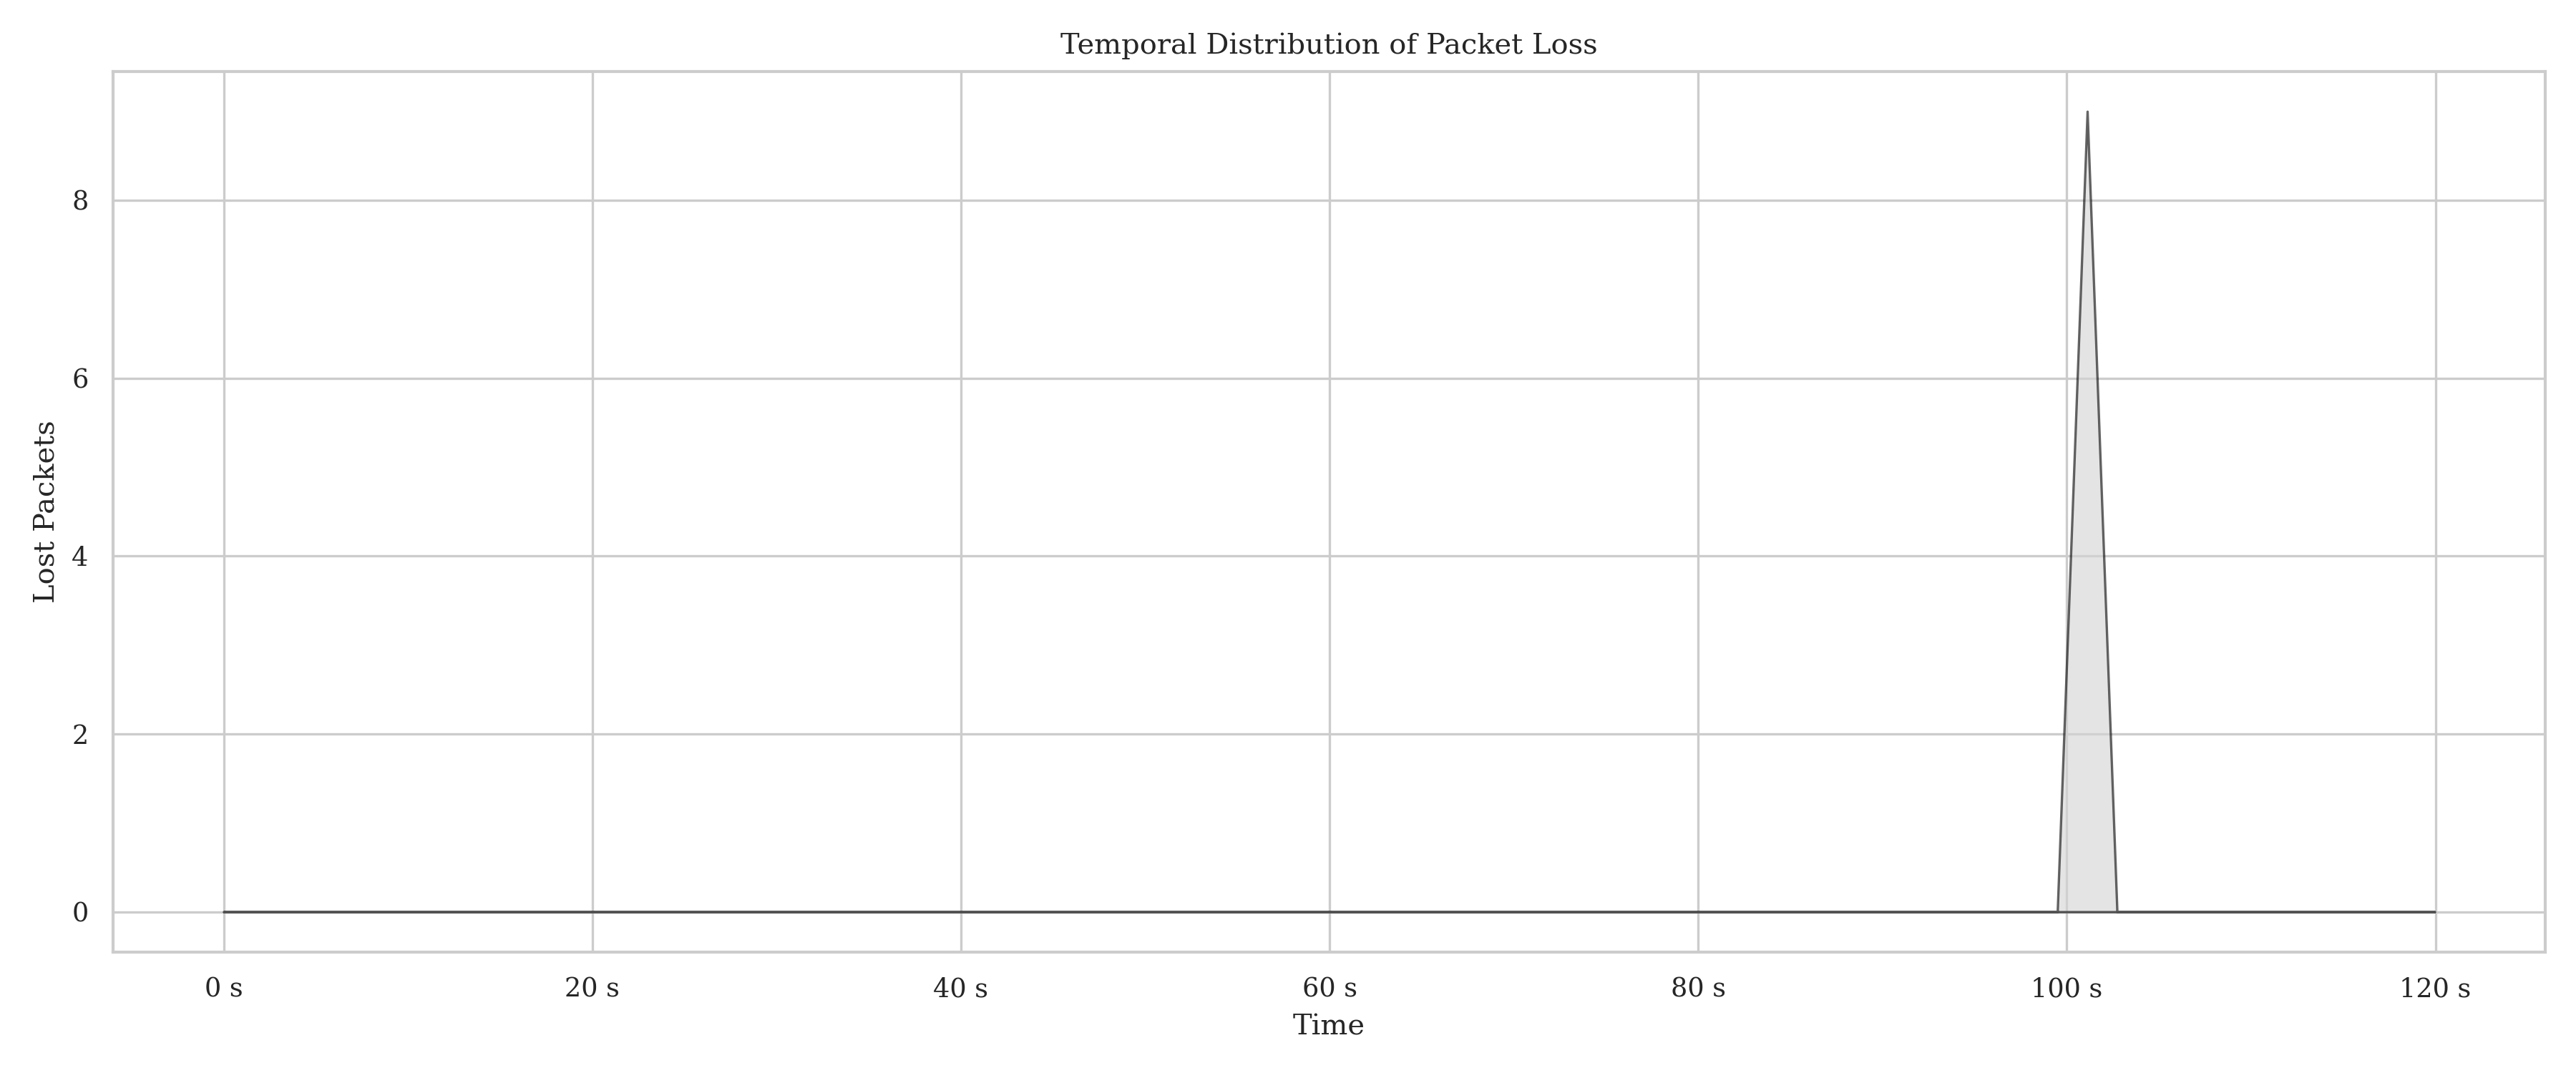 Temporal Distribution of Packet Loss
Lost Packets
8
6
4
2
0
0 s 20 s 40 s 60 s 80 s 100 s 120 s
Time